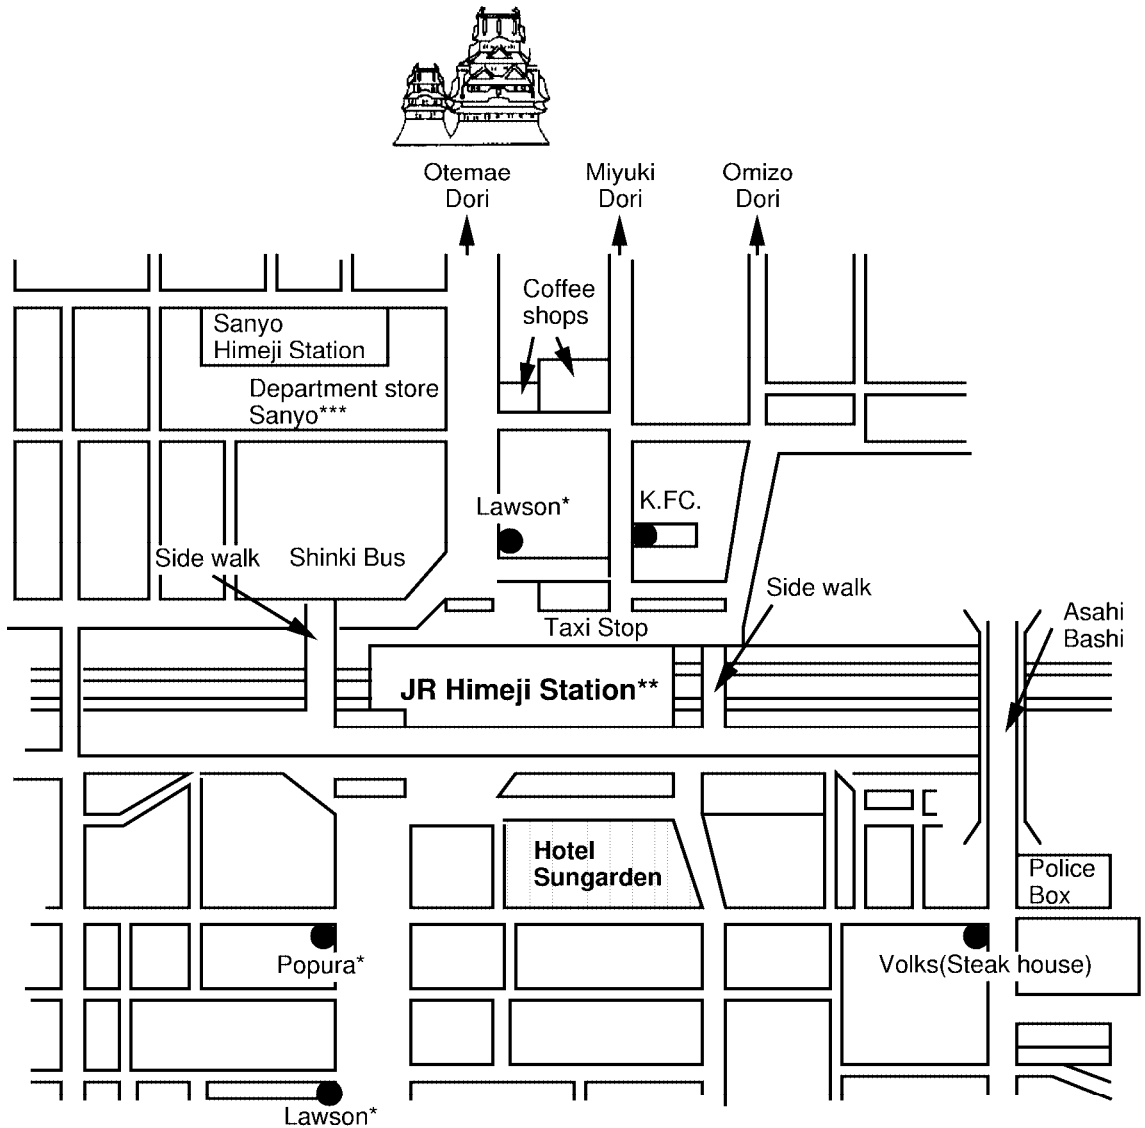 Otemae
Dori
Miyuki
Dori
Omizo
Dori
Coffee
shops
Sanyo
Himeji Station
Department store
Sanyo***
Lawson*
K.FC.
Side walk
Shinki Bus
Side walk
Asahi
Bashi
Taxi Stop
JR Himeji Station**
Hotel
Sungarden
Police
Box
Popura*
Volks(Steak house)
Lawson*